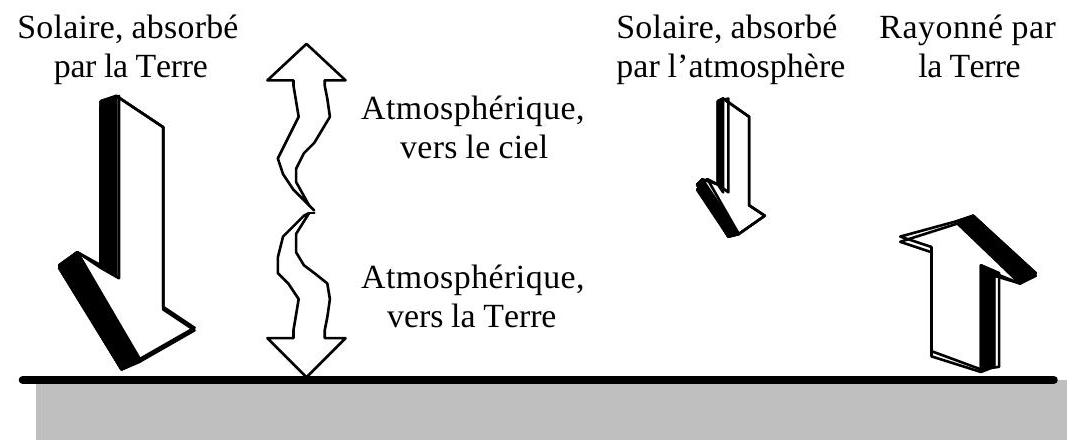 Solaire, absorbé
par la Terre
Atmosphérique,
vers le ciel
Atmosphérique,
vers la Terre
Solaire, absorbé
par l’atmosphère
Rayonné par
la Terre